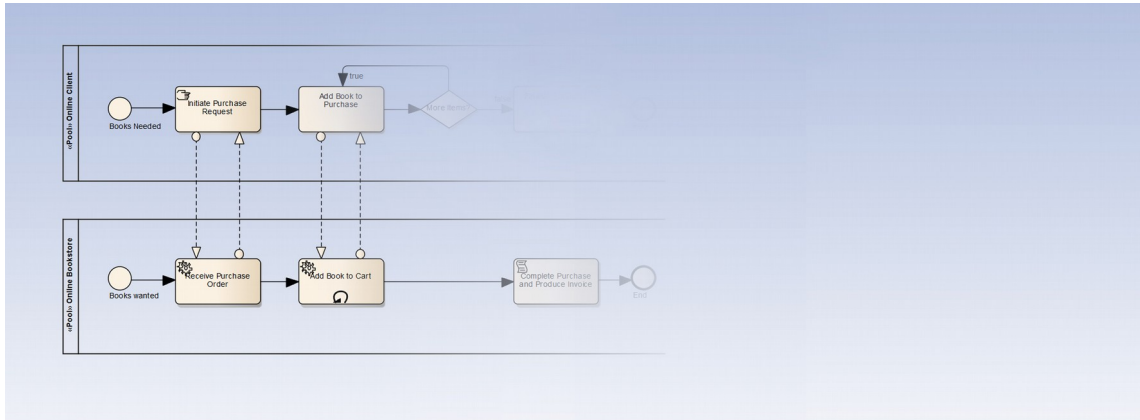 «Pool» Online Client
Books Needed
Initiate Purchase
Request
Add Book to
Purchase
true
More Items?
«Pool» Online Bookstore
Books wanted
Receive Purchase
Order
Add Book to Cart
Complete Purchase
and Produce Invoice
End